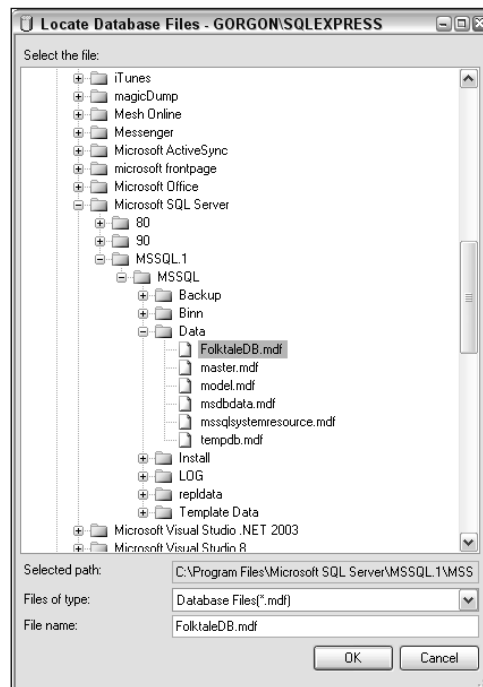 Locate Database Files - GORGON\SQLEXPRESS
Select the file:
iTunes
magicDump
Mesh Online
Messenger
Microsoft ActiveSync
microsoft frontpage
Microsoft Office
Microsoft SQL Server
80
90
MSSQL.1
MSSQL
Backup
Binn
Data
FolktaleDB.mdf
master.mdf
model.mdf
msdbdata.mdf
mssqlsystemresource.mdf
tempdb.mdf
Install
LOG
repldata
Template Data
Microsoft Visual Studio .NET 2003
Microsoft Visual Studio 8
Selected path: C:\Program Files\Microsoft SQL Server\MSSQL.1\MSS
Files of type: Database Files(*.mdf)
File name: FolktaleDB.mdf
OK Cancel